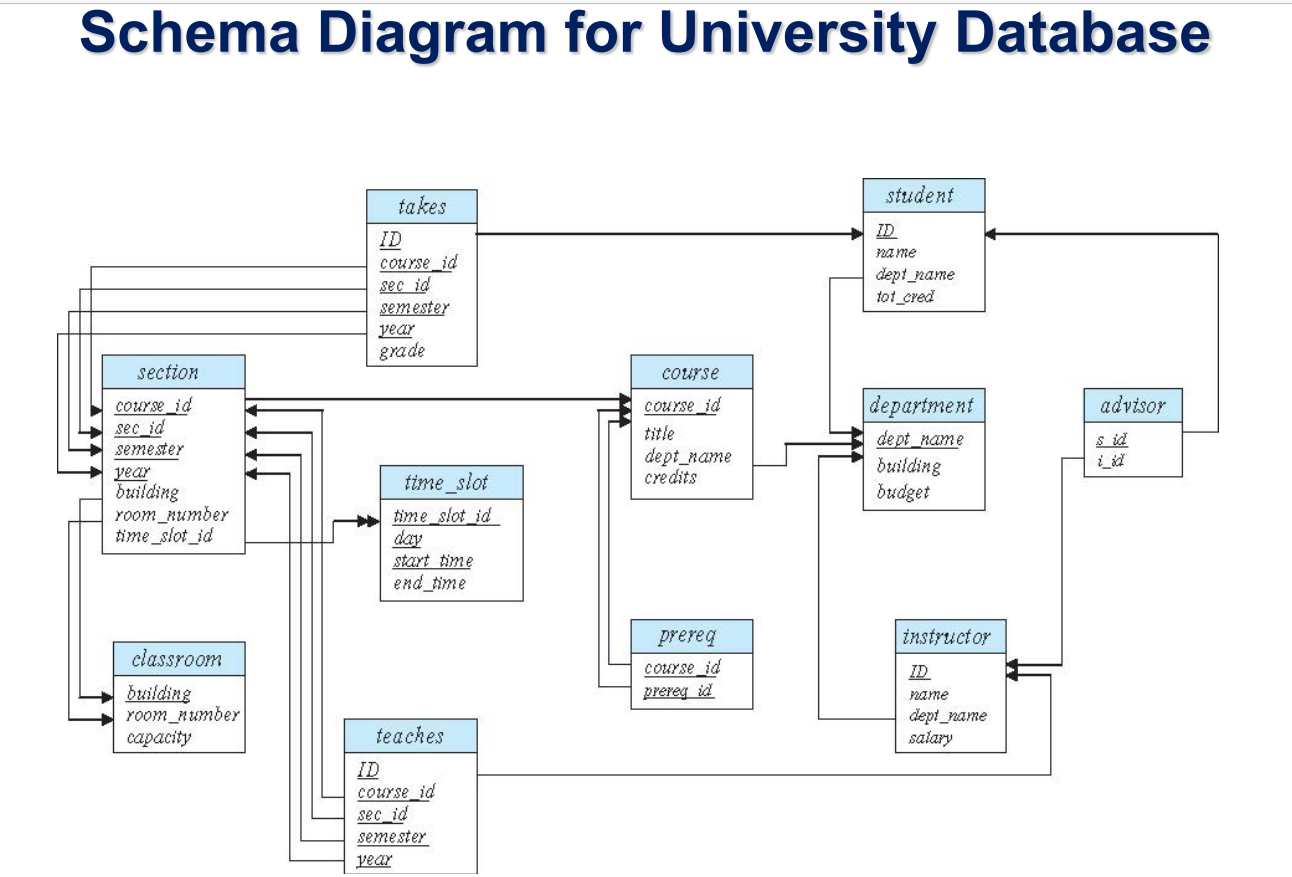 Schema Diagram for University Database
takes
ID
course_id
sec_id
semester
year
grade
student
ID
name
dept_name
tot_cred
section
course_id
sec_id
semester
year
building
room_number
time_slot_id
course
course_id
title
dept_name
credits
department
dept_name
building
budget
advisor
s_id
i_id
time_slot
time_slot_id
day
start_time
end_time
prereq
course_id
prereq_id
instructor
ID
name
dept_name
salary
classroom
building
room_number
capacity
teaches
ID
course_id
sec_id
semester
year